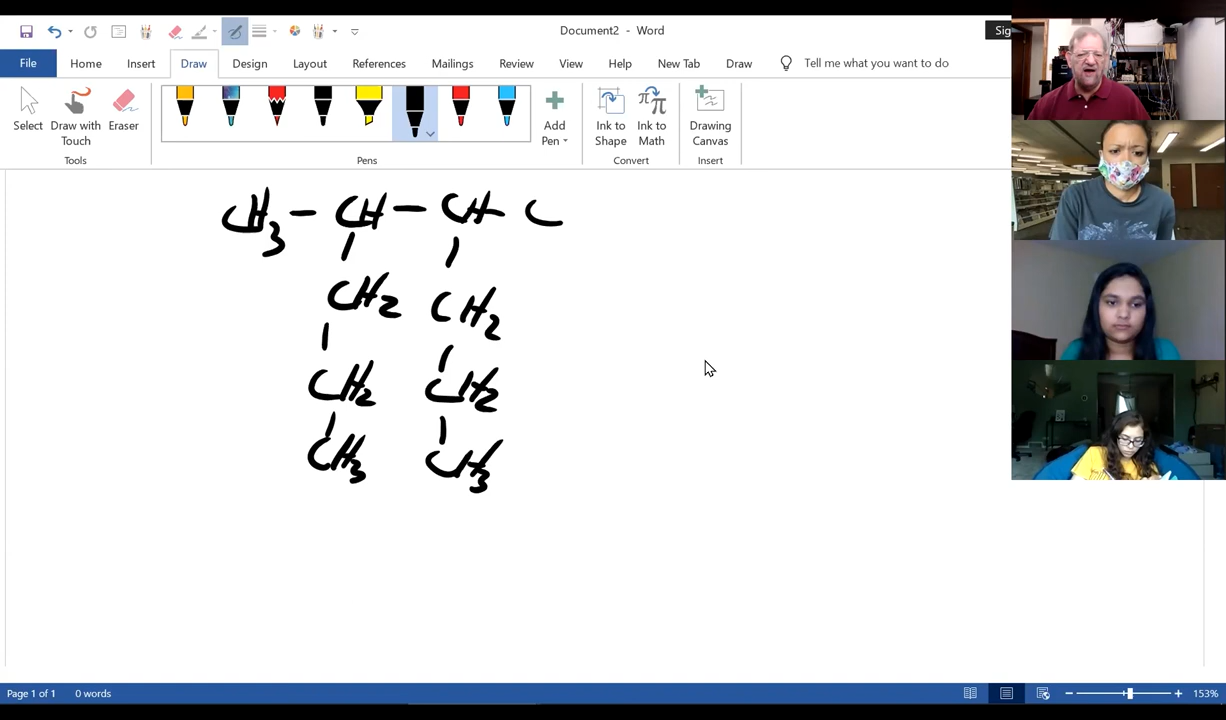 Document2 - Word
Sig
File Home Insert Draw Design Layout References Mailings Review View Help New Tab Draw Tell me what you want to do
Select Draw with Touch Eraser Add Pen Ink to Shape Ink to Math Drawing Canvas
Tools Pens Convert Insert
CH3 - CH - CH C
CH2 CH2
CH2 CH2
CH3 CH3
Page 1 of 1 0 words 153%